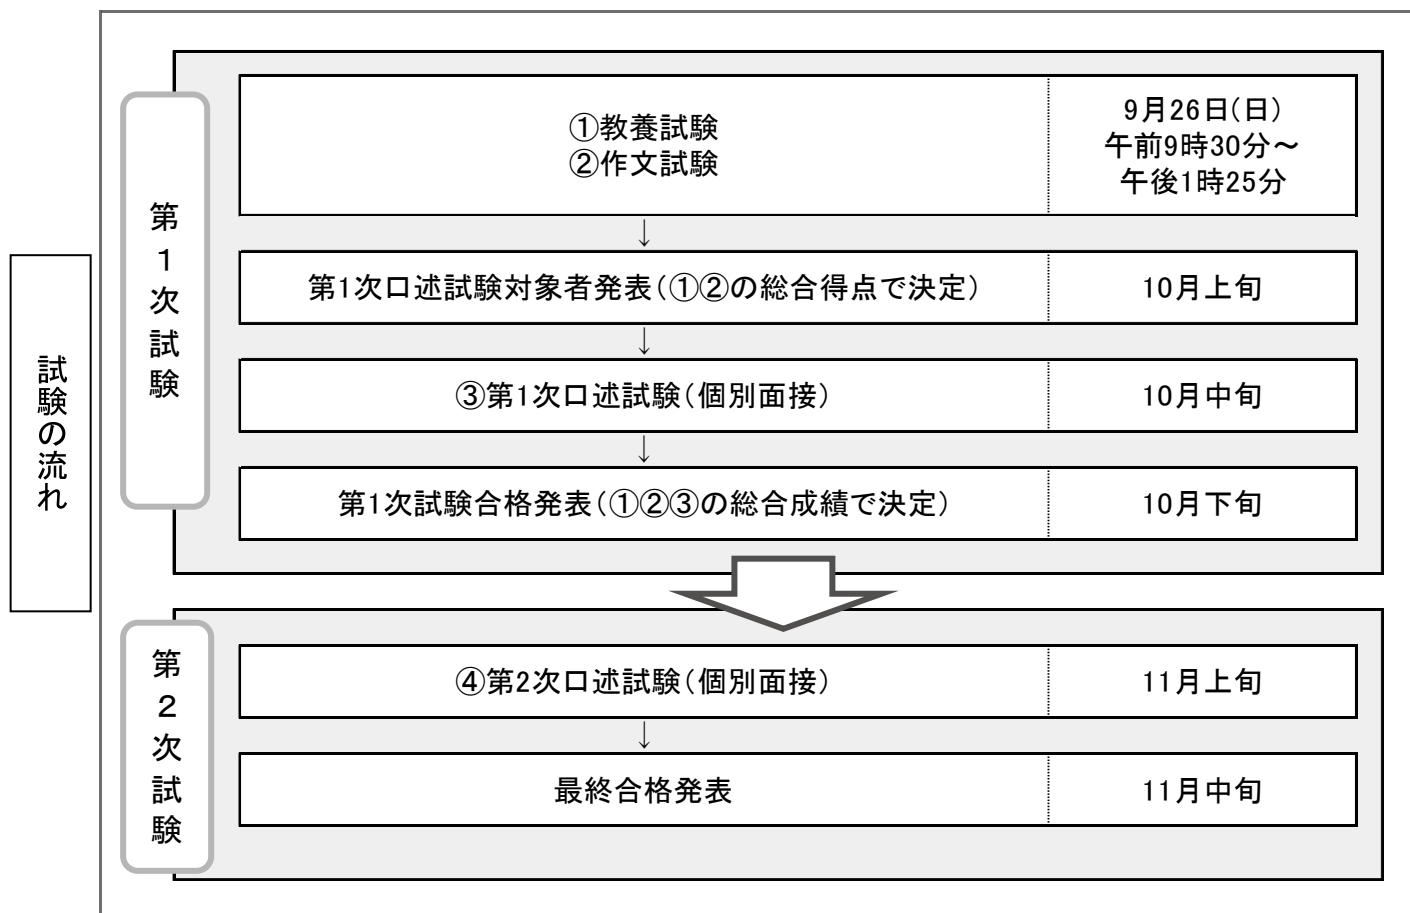 試験の流れ
第1次試験
①教養試験
②作文試験
9月26日(日)
午前9時30分～
午後1時25分
↓
第1次口述試験対象者発表(①②の総合得点で決定)
10月上旬
↓
③第1次口述試験(個別面接)
10月中旬
↓
第1次試験合格発表(①②③の総合成績で決定)
10月下旬
第2次試験
④第2次口述試験(個別面接)
11月上旬
↓
最終合格発表
11月中旬